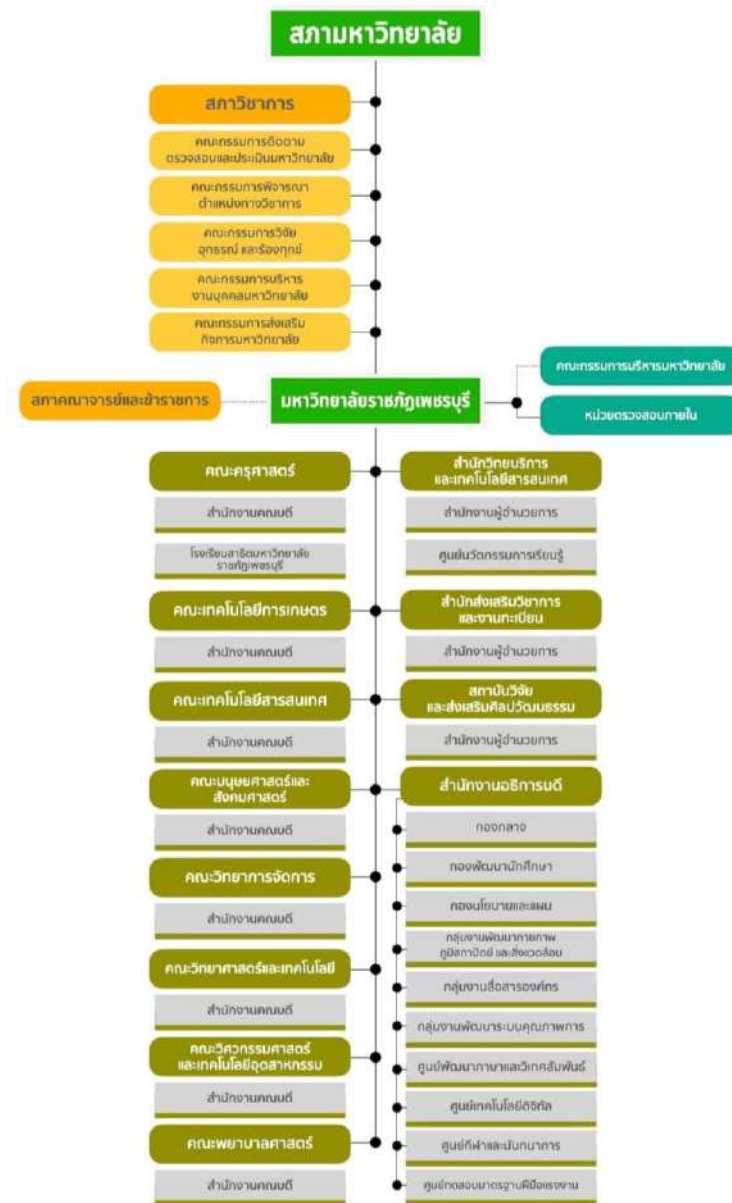 สภามหาวิทยาลัย
สภาวิชาการ
คณะกรรมการติดตาม
ตรวจสอบและประเมินมหาวิทยาลัย
คณะกรรมการพิจารณา
ตำแหน่งทางวิชาการ
คณะกรรมการวิจัย
อุทธรณ์ และร้องทุกข์
คณะกรรมการบริหาร
งานบุคคลมหาวิทยาลัย
คณะกรรมการส่งเสริม
กิจการมหาวิทยาลัย
สภาคณาจารย์และข้าราชการ
มหาวิทยาลัยราชภัฏเพชรบุรี
คณะกรรมการบริหารมหาวิทยาลัย
หน่วยตรวจสอบภายใน
คณะครุศาสตร์
สำนักงานคณบดี
โรงเรียนสาธิตมหาวิทยาลัย
ราชภัฏเพชรบุรี
คณะเทคโนโลยีการเกษตร
สำนักงานคณบดี
คณะเทคโนโลยีสารสนเทศ
สำนักงานคณบดี
คณะมนุษยศาสตร์และ
สังคมศาสตร์
สำนักงานคณบดี
คณะวิทยาการจัดการ
สำนักงานคณบดี
คณะวิทยาศาสตร์และเทคโนโลยี
สำนักงานคณบดี
คณะวิศวกรรมศาสตร์
และเทคโนโลยีอุตสาหกรรม
สำนักงานคณบดี
คณะพยาบาลศาสตร์
สำนักงานคณบดี
สำนักวิทยบริการ
และเทคโนโลยีสารสนเทศ
สำนักงานผู้อำนวยการ
ศูนย์นวัตกรรมการเรียนรู้
สำนักส่งเสริมวิชาการ
และงานทะเบียน
สำนักงานผู้อำนวยการ
สถาบันวิจัย
และส่งเสริมศิลปวัฒนธรรม
สำนักงานผู้อำนวยการ
สำนักงานอธิการบดี
กองกลาง
กองพัฒนานักศึกษา
กองนโยบายและแผน
กลุ่มงานพัฒนากายภาพ
ภูมิสถาปัตย์ และสิ่งแวดล้อม
กลุ่มงานสื่อสารองค์กร
กลุ่มงานพัฒนาระบบคุณภาพการ
ศูนย์พัฒนาภาษาและวิเทศสัมพันธ์
ศูนย์เทคโนโลยีดิจิทัล
ศูนย์กีฬาและนันทนาการ
ศูนย์ทดสอบมาตรฐานฝีมือแรงงาน